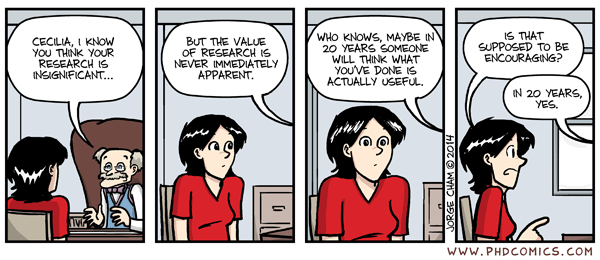 CECILIA, I KNOW
YOU THINK YOUR
RESEARCH IS
INSIGNIFICANT...
BUT THE VALUE
OF RESEARCH IS
NEVER IMMEDIATELY
APPARENT.
WHO KNOWS, MAYBE IN
20 YEARS SOMEONE
WILL THINK WHAT
YOU'VE DONE IS
ACTUALLY USEFUL.
IS THAT
SUPPOSED TO BE
ENCOURAGING?
IN 20 YEARS,
YES.
JORGE CHAM © 2014
WWW.PHDCOMICS.COM